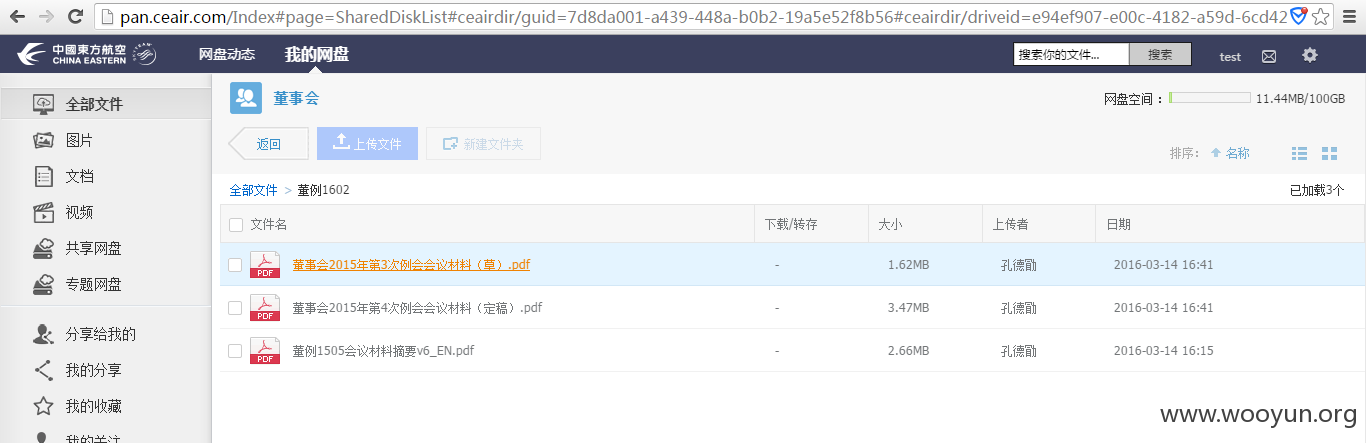 pan.ceair.com/Index#page=SharedDiskList#ceairdir/guid=7d8da001-a439-448a-b0b2-19a5e52f8b56#ceairdir/driveid=e94ef907-e00c-4182-a59d-6cd42
中國東方航空 CHINA EASTERN 网盘动态 我的网盘 搜索你的文件... 搜索 test
全部文件 董事会 网盘空间： 11.44MB/100GB
图片 返回 上传文件 新建文件夹
排序： 名称
文档 全部文件 > 董例1602 已加载3个
视频 文件名 下载/转存 大小 上传者 日期
共享网盘 董事会2015年第3次例会会议材料（草）.pdf - 1.62MB 孔德勖 2016-03-14 16:41
专题网盘
董事会2015年第4次例会会议材料（定稿）.pdf - 3.47MB 孔德勖 2016-03-14 16:41
分享给我的 董例1505会议材料摘要v6_EN.pdf - 2.66MB 孔德勖 2016-03-14 16:15
我的分享
我的收藏
我的关注
PDF
PDF
PDF
www.wooyun.org